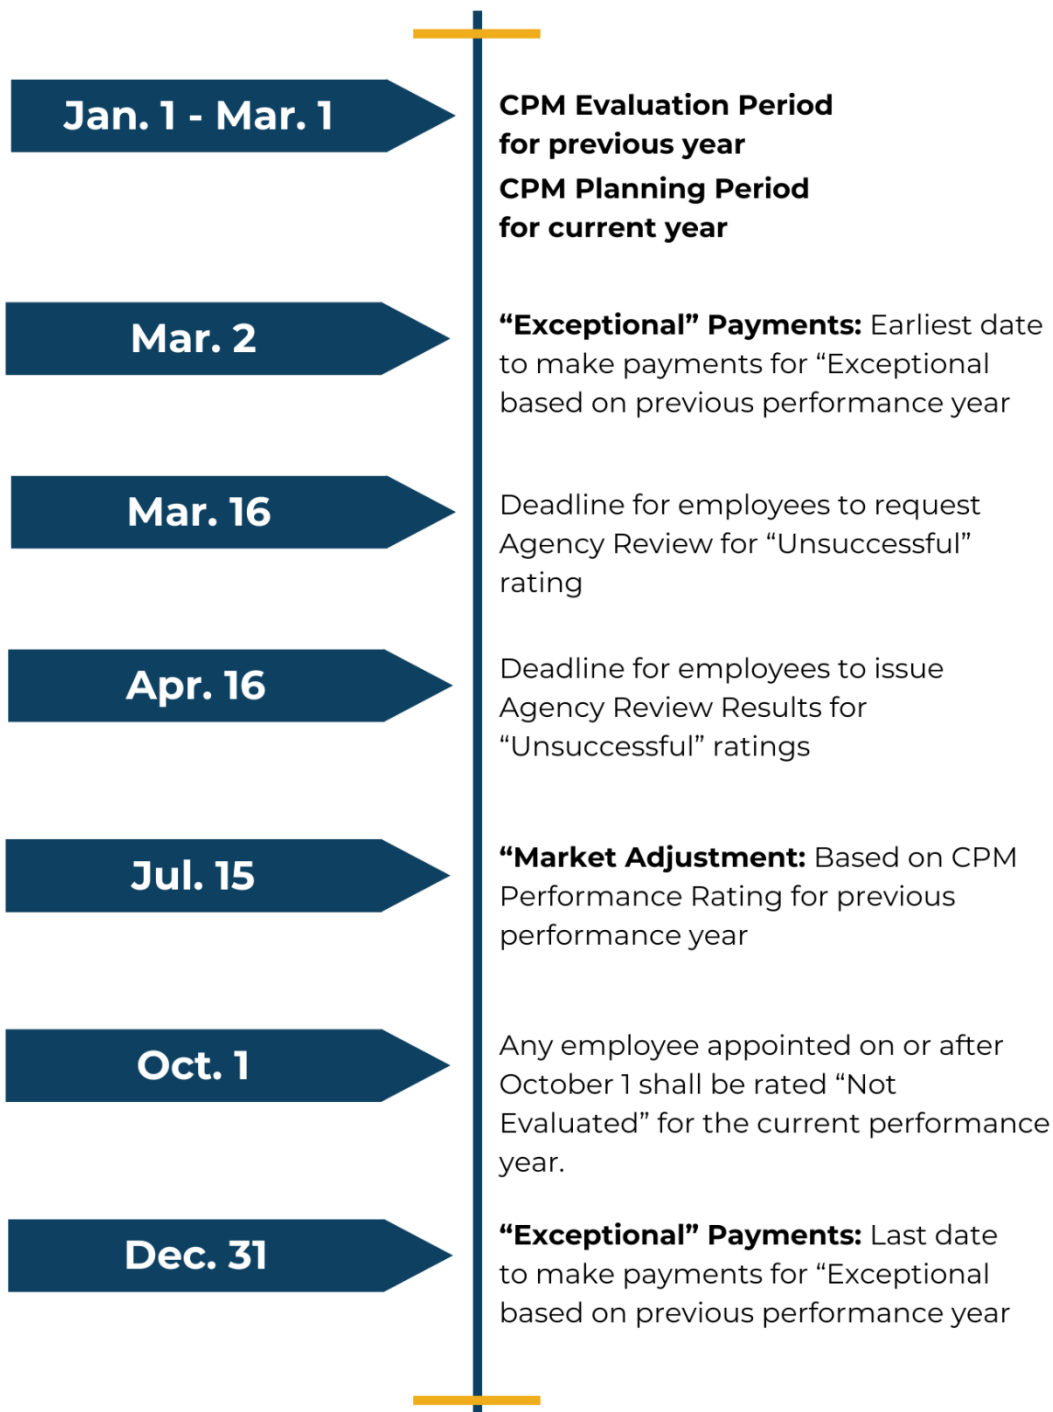 Jan. 1 - Mar. 1
CPM Evaluation Period
for previous year
CPM Planning Period
for current year
Mar. 2
“Exceptional” Payments: Earliest date
to make payments for “Exceptional
based on previous performance year
Mar. 16
Deadline for employees to request
Agency Review for “Unsuccessful”
rating
Apr. 16
Deadline for employees to issue
Agency Review Results for
“Unsuccessful” ratings
Jul. 15
“Market Adjustment: Based on CPM
Performance Rating for previous
performance year
Oct. 1
Any employee appointed on or after
October 1 shall be rated “Not
Evaluated” for the current performance
year.
Dec. 31
“Exceptional” Payments: Last date
to make payments for “Exceptional
based on previous performance year